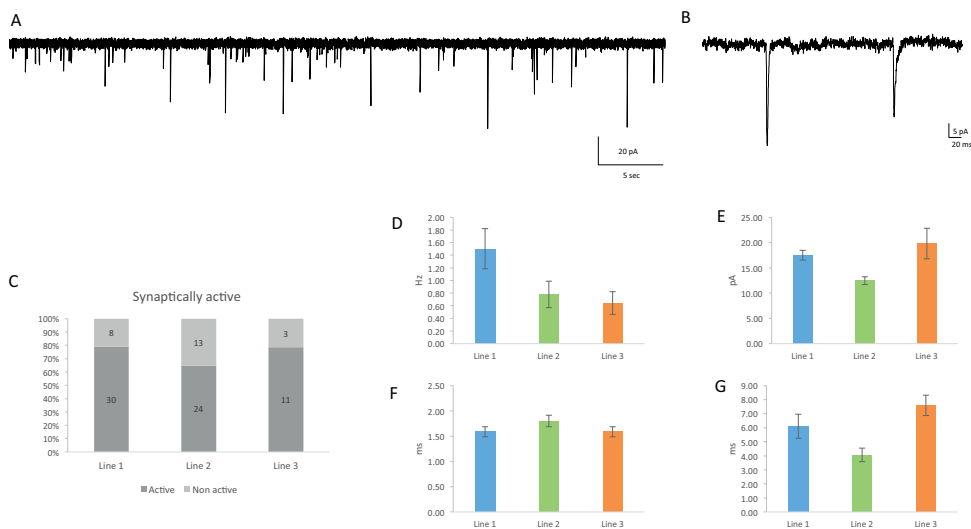 A
20 pA
5 sec
B
5 pA
20 ms
C
Synaptically active
100%
90%
80%
70%
60%
50%
40%
30%
20%
10%
0%
8
13
3
30
24
11
Line 1
Line 2
Line 3
Active
Non active
D
2.00
1.80
1.60
1.40
1.20
1.00
0.80
0.60
0.40
0.20
0.00
Hz
Line 1
Line 2
Line 3
E
25.00
20.00
15.00
10.00
5.00
0.00
pA
Line 1
Line 2
Line 3
F
2.50
2.00
1.50
1.00
0.50
0.00
ms
Line 1
Line 2
Line 3
G
9.00
8.00
7.00
6.00
5.00
4.00
3.00
2.00
1.00
0.00
ms
Line 1
Line 2
Line 3